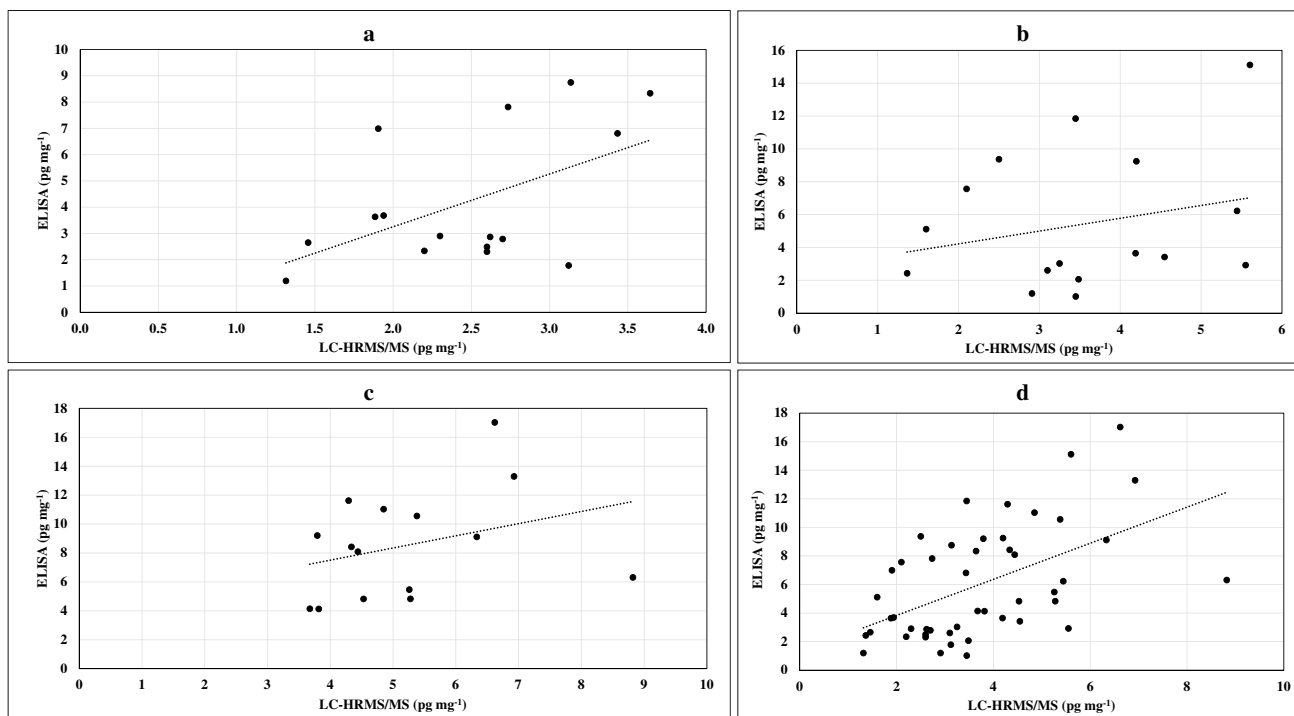 a
10
9
8
7
6
5
4
3
2
1
0
ELISA (pg mg⁻¹)
0.0 0.5 1.0 1.5 2.0 2.5 3.0 3.5 4.0
LC-HRMS/MS (pg mg⁻¹)
b
16
14
12
10
8
6
4
2
0
ELISA (pg mg⁻¹)
0 1 2 3 4 5 6
LC-HRMS/MS (pg mg⁻¹)
c
18
16
14
12
10
8
6
4
2
0
ELISA (pg mg⁻¹)
0 1 2 3 4 5 6 7 8 9 10
LC-HRMS/MS (pg mg⁻¹)
d
18
16
14
12
10
8
6
4
2
0
ELISA (pg mg⁻¹)
0 2 4 6 8 10
LC-HRMS/MS (pg mg⁻¹)